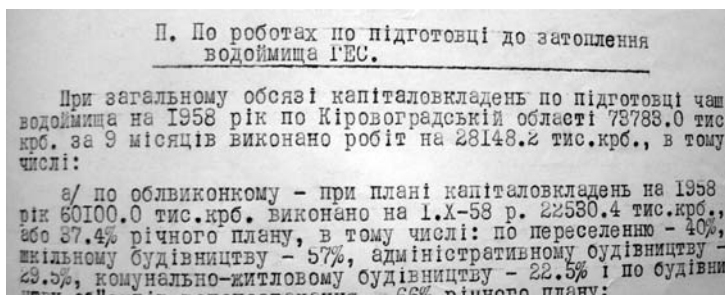 П. По роботах по підготовці до затоплення
водоймища ГЕС.
При загальному обсязі капіталовкладень по підготовці чаш
водоймища на 1958 рік по Кіровоградській області 73783.0 тис
крб. за 9 місяців виконано робіт на 28148.2 тис.крб., в тому
числі:
а/ по облвиконкому - при плані капіталовкладень на 1958
рік 60100.0 тис.крб. виконано на 1.X-58 р. 22530.4 тис.крб.,
або 37.4% річного плану, в тому числі: по переселенню - 40%,
шкільному будівництву - 57%, адміністративному будівництву -
29.5%, комунально-житловому будівництву - 22.5% і по будівни
66% річного плану;